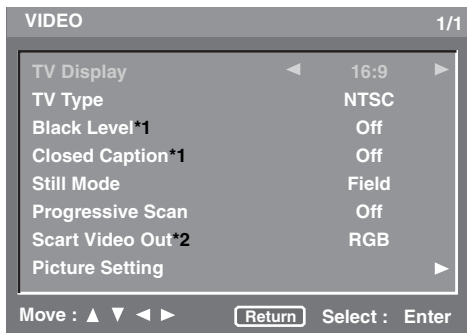 VIDEO 1/1
TV Display ◀ 16:9 ▶
TV Type NTSC
Black Level*1 Off
Closed Caption*1 Off
Still Mode Field
Progressive Scan Off
Scart Video Out*2 RGB
Picture Setting ▶
Move : ▲ ▼ ◀ ▶ Return Select : Enter